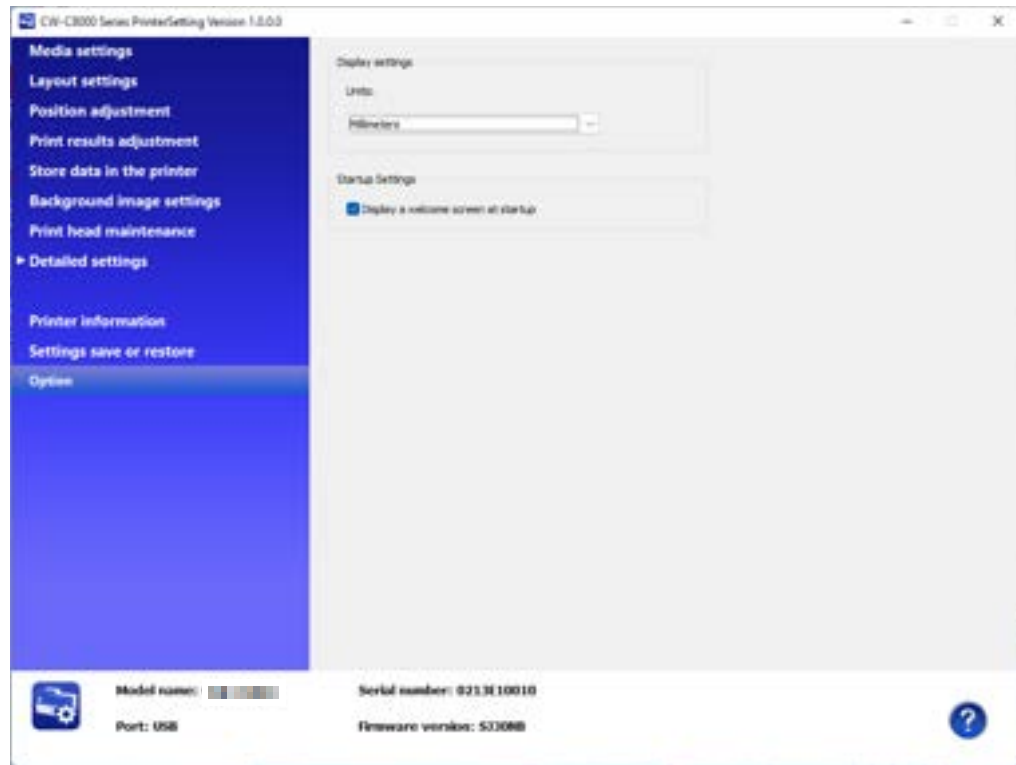 CW-C8000 Series PrinterSetting Version 1.0.0.0
Media settings
Layout settings
Position adjustment
Print results adjustment
Store data in the printer
Background image settings
Print head maintenance
Detailed settings
Printer information
Settings save or restore
Option
Display settings
Units:
Millimeters
...
Startup Settings
Display a welcome screen at startup
Model name:
Serial number: 0213E10010
Port: USB
Firmware version: SJ30NB
?